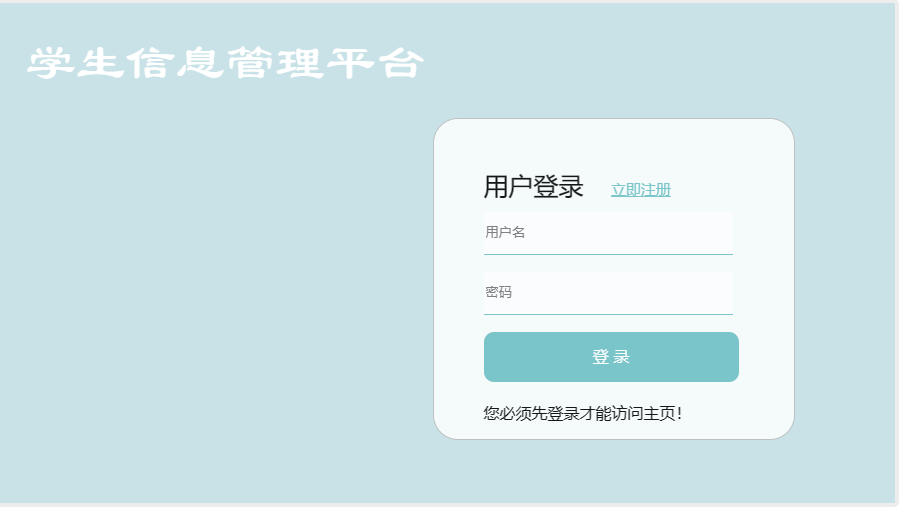 学生信息管理平台
用户登录 立即注册
用户名
密码
登 录
您必须先登录才能访问主页！